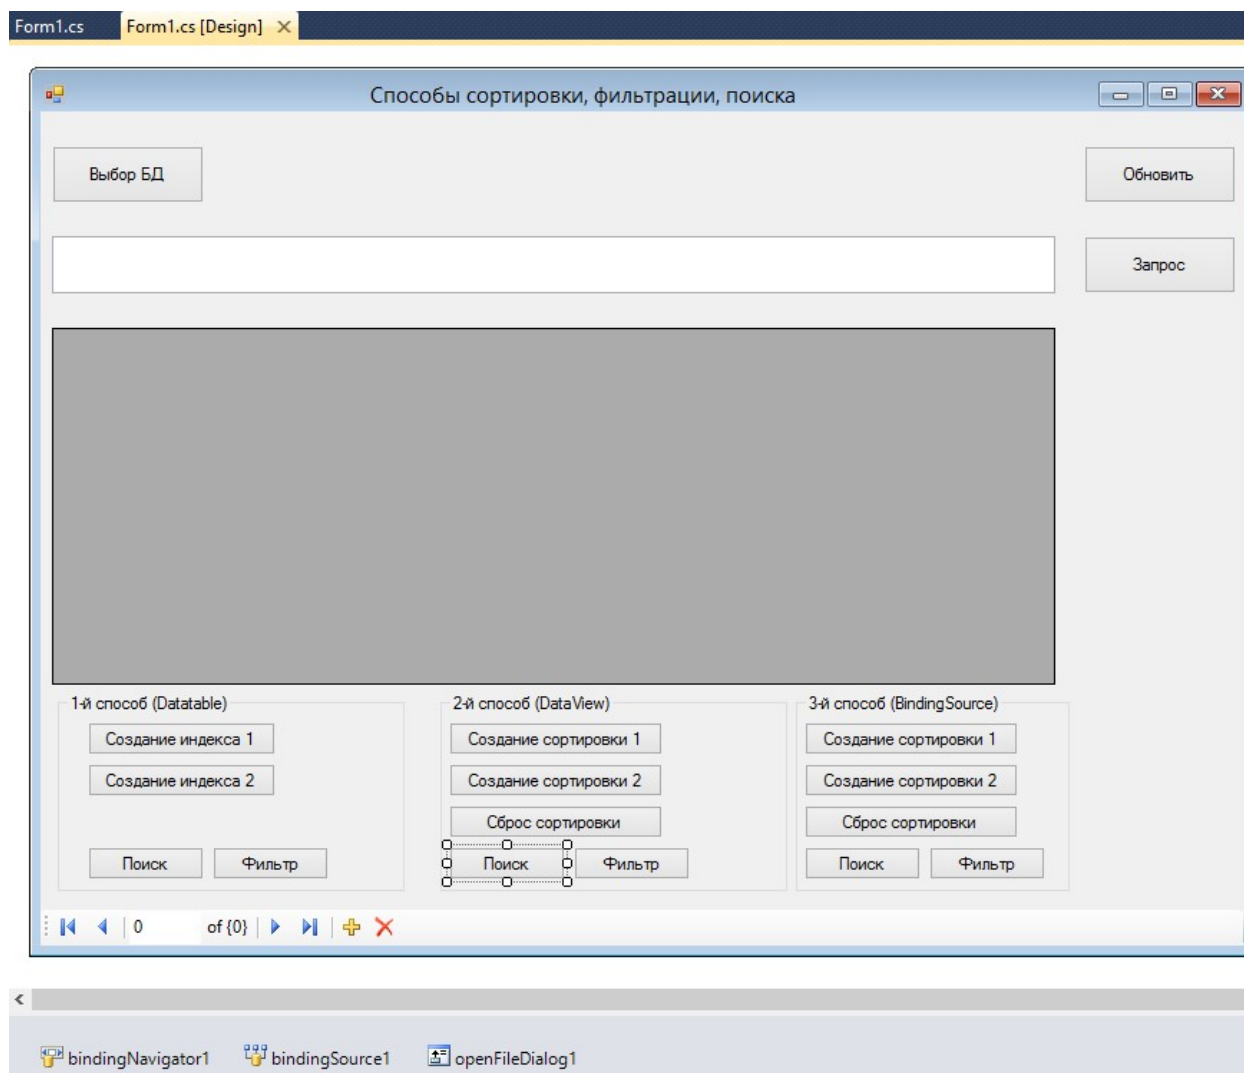 Form1.cs Form1.cs [Design]
Способы сортировки, фильтрации, поиска
Выбор БД Обновить
Запрос
1-й способ (Datatable) 2-й способ (DataView) 3-й способ (BindingSource)
Создание индекса 1 Создание сортировки 1 Создание сортировки 1
Создание индекса 2 Создание сортировки 2 Создание сортировки 2
Сброс сортировки Сброс сортировки
Поиск Фильтр Поиск Фильтр Поиск Фильтр
0 of {0}
bindingNavigator1 bindingSource1 openFileDialog1